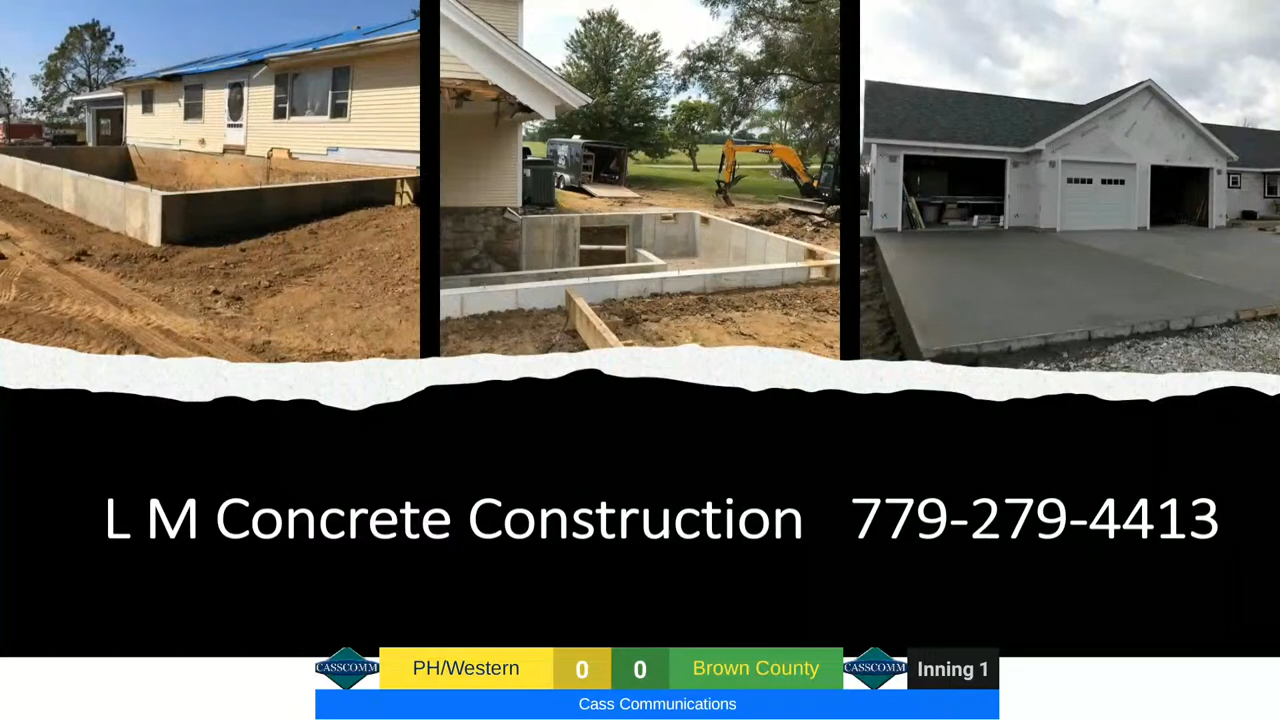 L M Concrete Construction 779-279-4413
CASSCOMM PH/Western 0 0 Brown County CASSCOMM Inning 1
Cass Communications